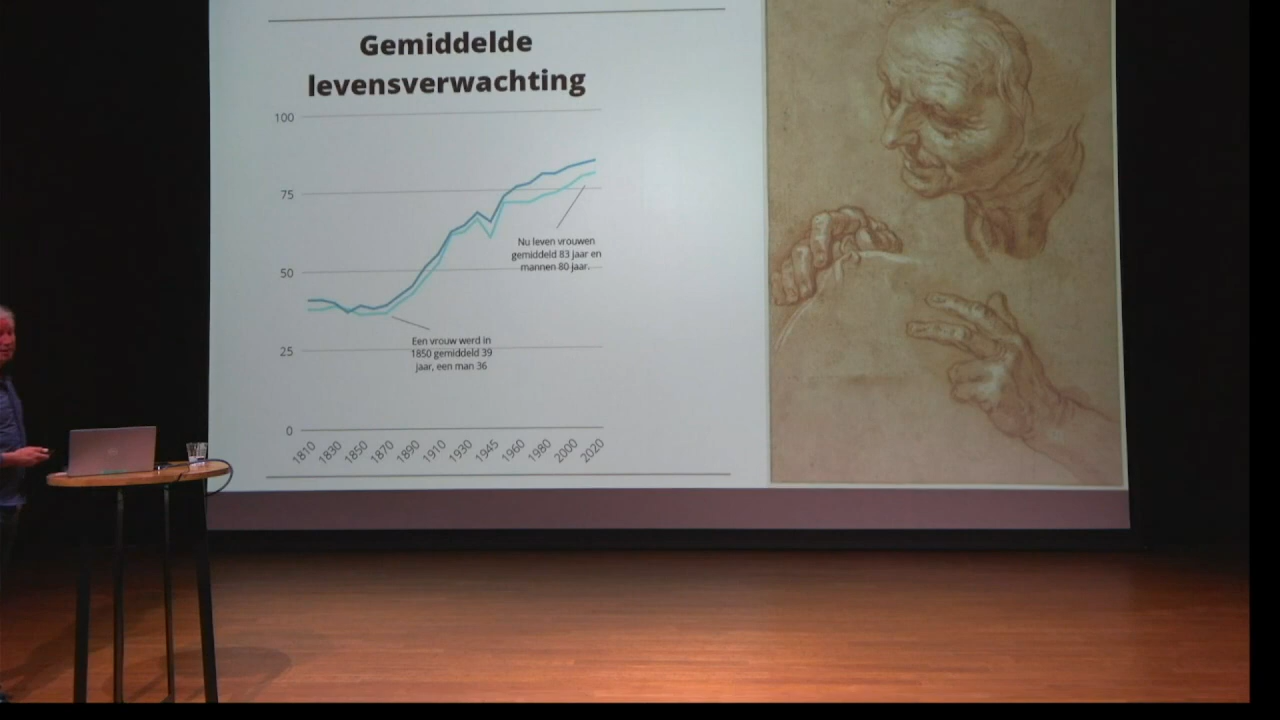 Gemiddelde
levensverwachting
100
75
50
25
0
Nu leven vrouwen
gemiddeld 83 jaar en
mannen 80 jaar.
Een vrouw werd in
1850 gemiddeld 39
jaar, een man 36
1810
1830
1850
1870
1890
1910
1930
1945
1960
1980
2000
2020